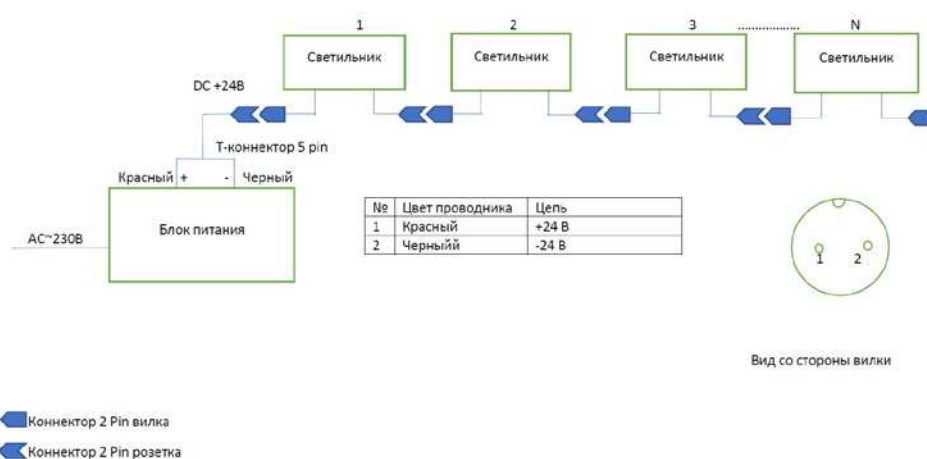 1 2 3 ................. N
Светильник Светильник Светильник Светильник
DC +24В
Т-коннектор 5 pin
Красный + - Черный
Блок питания
AC~230В
№ Цвет проводника Цепь
1 Красный +24 В
2 Черныйй -24 В
1 2
Вид со стороны вилки
Коннектор 2 Pin вилка
Коннектор 2 Pin розетка